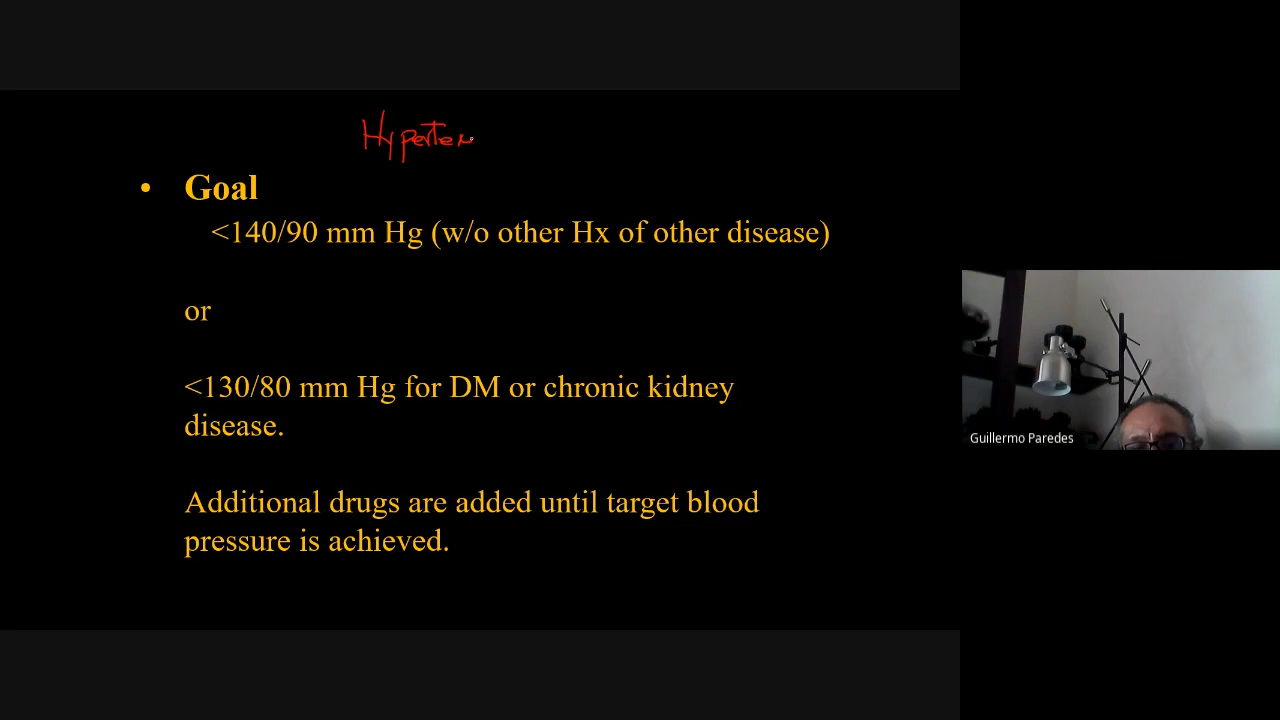 Hyperten
• Goal
<140/90 mm Hg (w/o other Hx of other disease)
or
<130/80 mm Hg for DM or chronic kidney
disease.
Additional drugs are added until target blood
pressure is achieved.
Guillermo Paredes